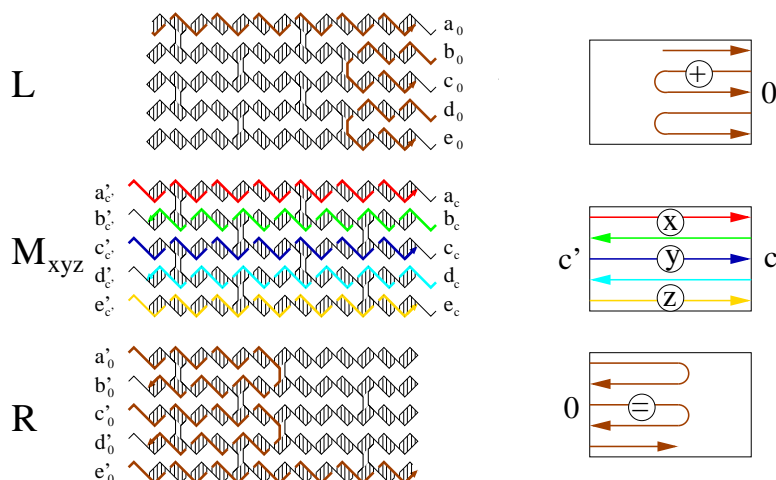 L
a0
b0
c0
d0
e0
+
0
Mxyz
a'c'
b'c'
c'c'
d'c'
e'c'
ac
bc
cc
dc
ec
c'
x
y
z
c
R
a'0
b'0
c'0
d'0
e'0
0
=